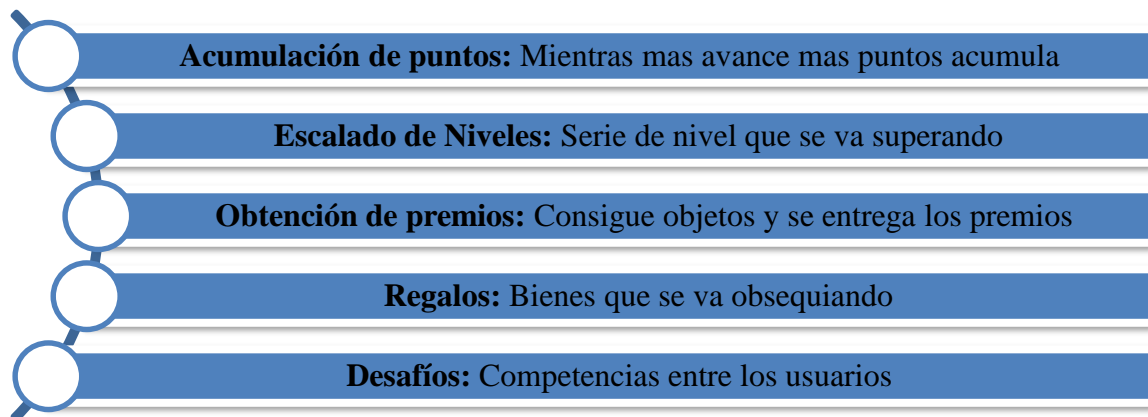 Acumulación de puntos: Mientras mas avance mas puntos acumula
Escalado de Niveles: Serie de nivel que se va superando
Obtención de premios: Consigue objetos y se entrega los premios
Regalos: Bienes que se va obsequiando
Desafíos: Competencias entre los usuarios